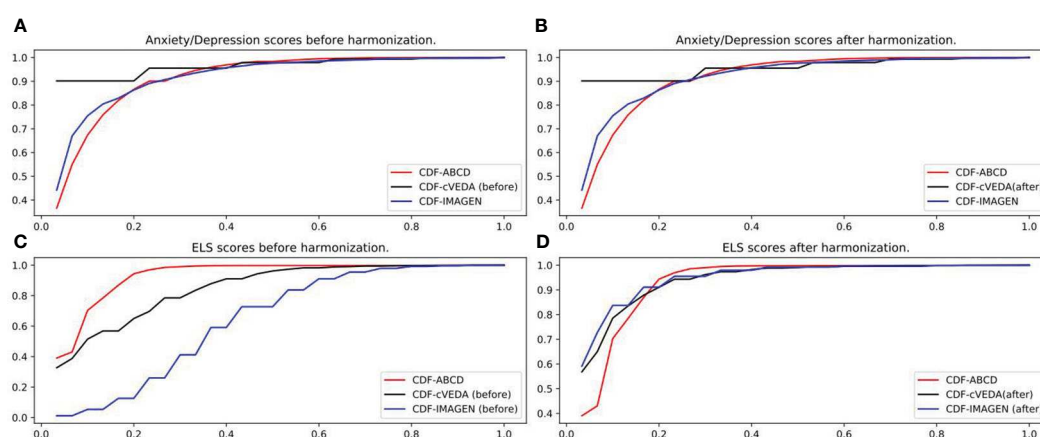 A
Anxiety/Depression scores before harmonization.
1.0
0.9
0.8
0.7
0.6
0.5
0.4
0.0 0.2 0.4 0.6 0.8 1.0
CDF-ABCD
CDF-cVEDA (before)
CDF-IMAGEN
B
Anxiety/Depression scores after harmonization.
1.0
0.9
0.8
0.7
0.6
0.5
0.4
0.0 0.2 0.4 0.6 0.8 1.0
CDF-ABCD
CDF-cVEDA(after)
CDF-IMAGEN
C
ELS scores before harmonization.
1.0
0.8
0.6
0.4
0.2
0.0
0.0 0.2 0.4 0.6 0.8 1.0
CDF-ABCD
CDF-cVEDA (before)
CDF-IMAGEN (before)
D
ELS scores after harmonization.
1.0
0.9
0.8
0.7
0.6
0.5
0.4
0.0 0.2 0.4 0.6 0.8 1.0
CDF-ABCD
CDF-cVEDA(after)
CDF-IMAGEN (after)